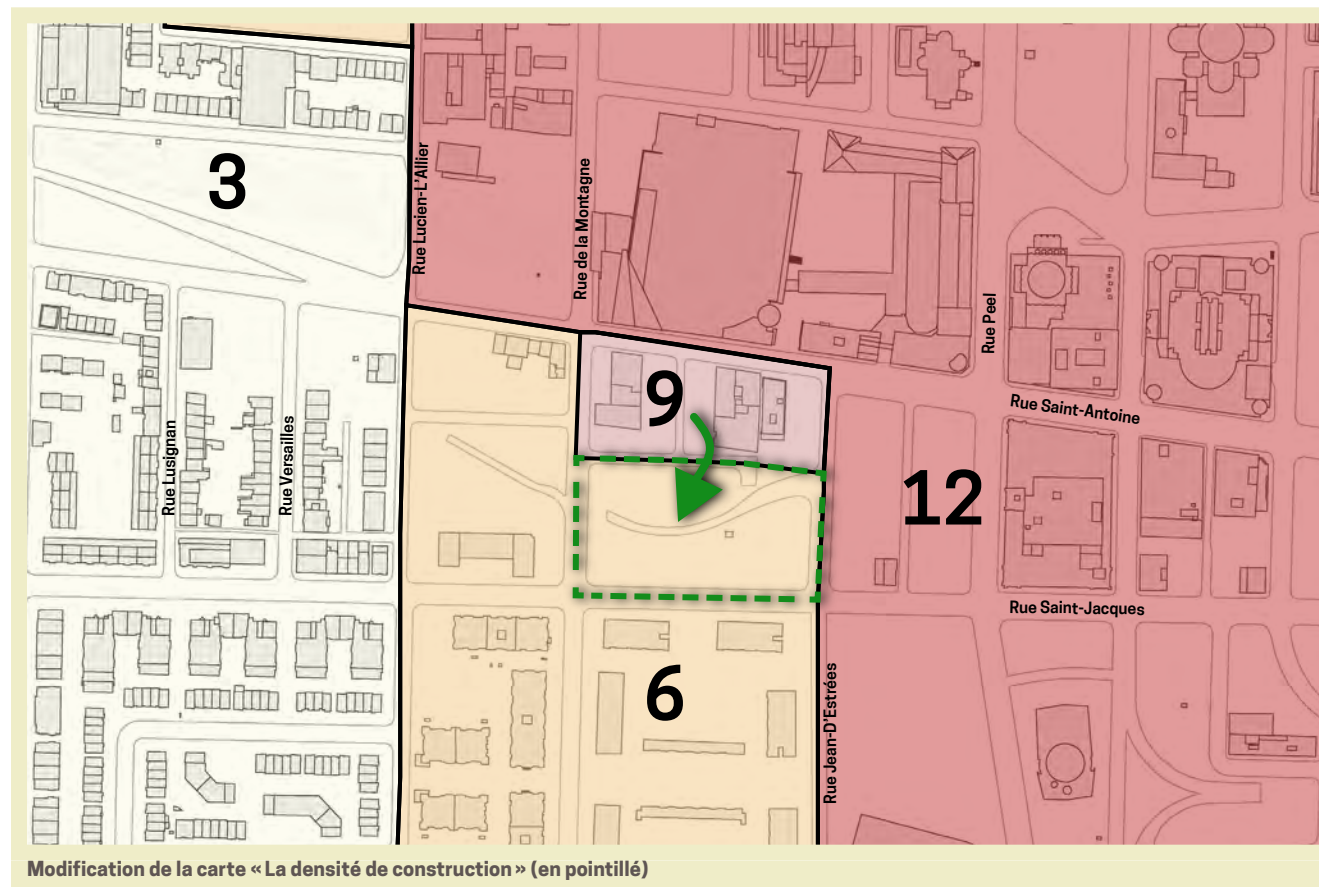 3
Rue Lucien-L'Allier
Rue de la Montagne
Rue Peel
9
Rue Saint-Antoine
Rue Lusignan
Rue Versailles
12
Rue Saint-Jacques
6
Rue Jean-D'Estrées
Modification de la carte « La densité de construction » (en pointillé)